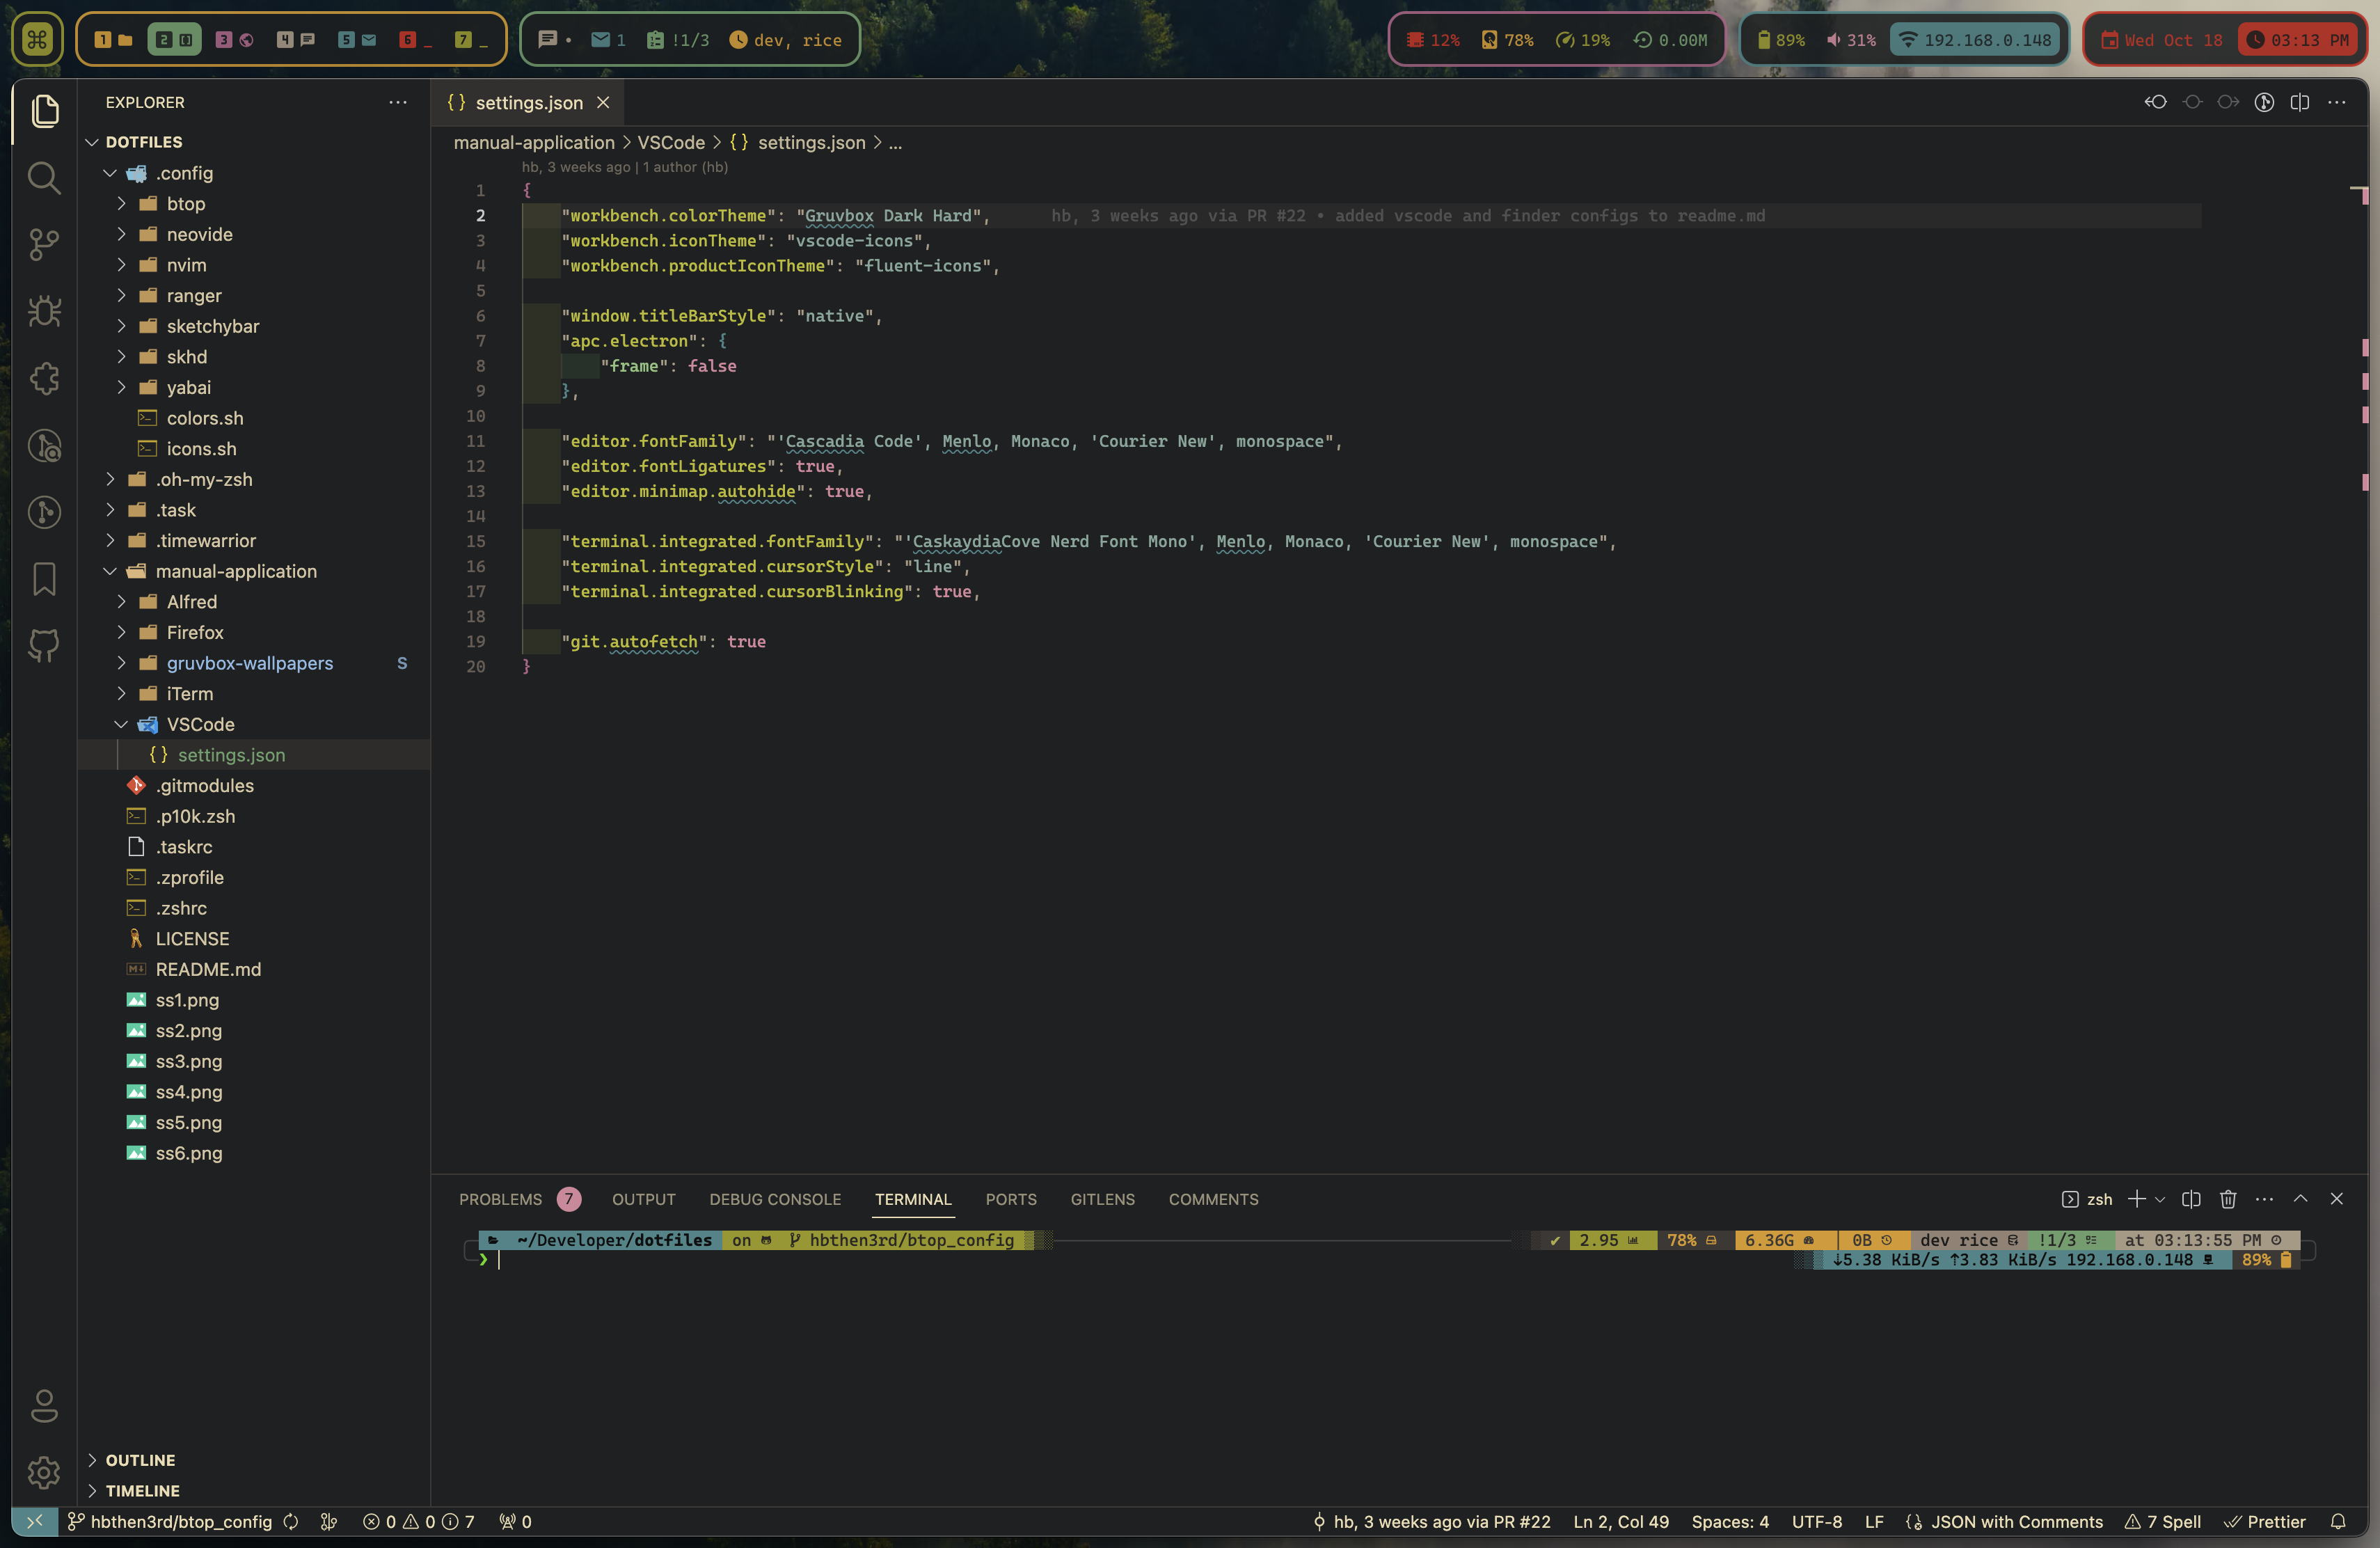 1 2 3 4 5 6 _ 7 _
1 !1/3 dev, rice
12% 78% 19% 0.00M
89% 31% 192.168.0.148
Wed Oct 18 03:13 PM
EXPLORER
DOTFILES
.config
btop
neovide
nvim
ranger
sketchybar
skhd
yabai
colors.sh
icons.sh
.oh-my-zsh
.task
.timewarrior
manual-application
Alfred
Firefox
gruvbox-wallpapers S
iTerm
VSCode
{} settings.json
.gitmodules
.p10k.zsh
.taskrc
.zprofile
.zshrc
LICENSE
README.md
ss1.png
ss2.png
ss3.png
ss4.png
ss5.png
ss6.png
OUTLINE
TIMELINE
{} settings.json
manual-application > VSCode > {} settings.json > ...
hb, 3 weeks ago | 1 author (hb)
1 {
2 "workbench.colorTheme": "Gruvbox Dark Hard", hb, 3 weeks ago via PR #22 • added vscode and finder configs to readme.md
3 "workbench.iconTheme": "vscode-icons",
4 "workbench.productIconTheme": "fluent-icons",
5
6 "window.titleBarStyle": "native",
7 "apc.electron": {
8 "frame": false
9 },
10
11 "editor.fontFamily": "'Cascadia Code', Menlo, Monaco, 'Courier New', monospace",
12 "editor.fontLigatures": true,
13 "editor.minimap.autohide": true,
14
15 "terminal.integrated.fontFamily": "'CaskaydiaCove Nerd Font Mono', Menlo, Monaco, 'Courier New', monospace",
16 "terminal.integrated.cursorStyle": "line",
17 "terminal.integrated.cursorBlinking": true,
18
19 "git.autofetch": true
20 }
PROBLEMS 7 OUTPUT DEBUG CONSOLE TERMINAL PORTS GITLENS COMMENTS
zsh
~/Developer/dotfiles on hbthen3rd/btop_config ✔ 2.95 78% 6.36G 0B dev rice !1/3 at 03:13:55 PM
❯ ↓5.38 KiB/s ↑3.83 KiB/s 192.168.0.148 89%
hbthen3rd/btop_config 0 0 7 0
hb, 3 weeks ago via PR #22 Ln 2, Col 49 Spaces: 4 UTF-8 LF JSON with Comments 7 Spell Prettier